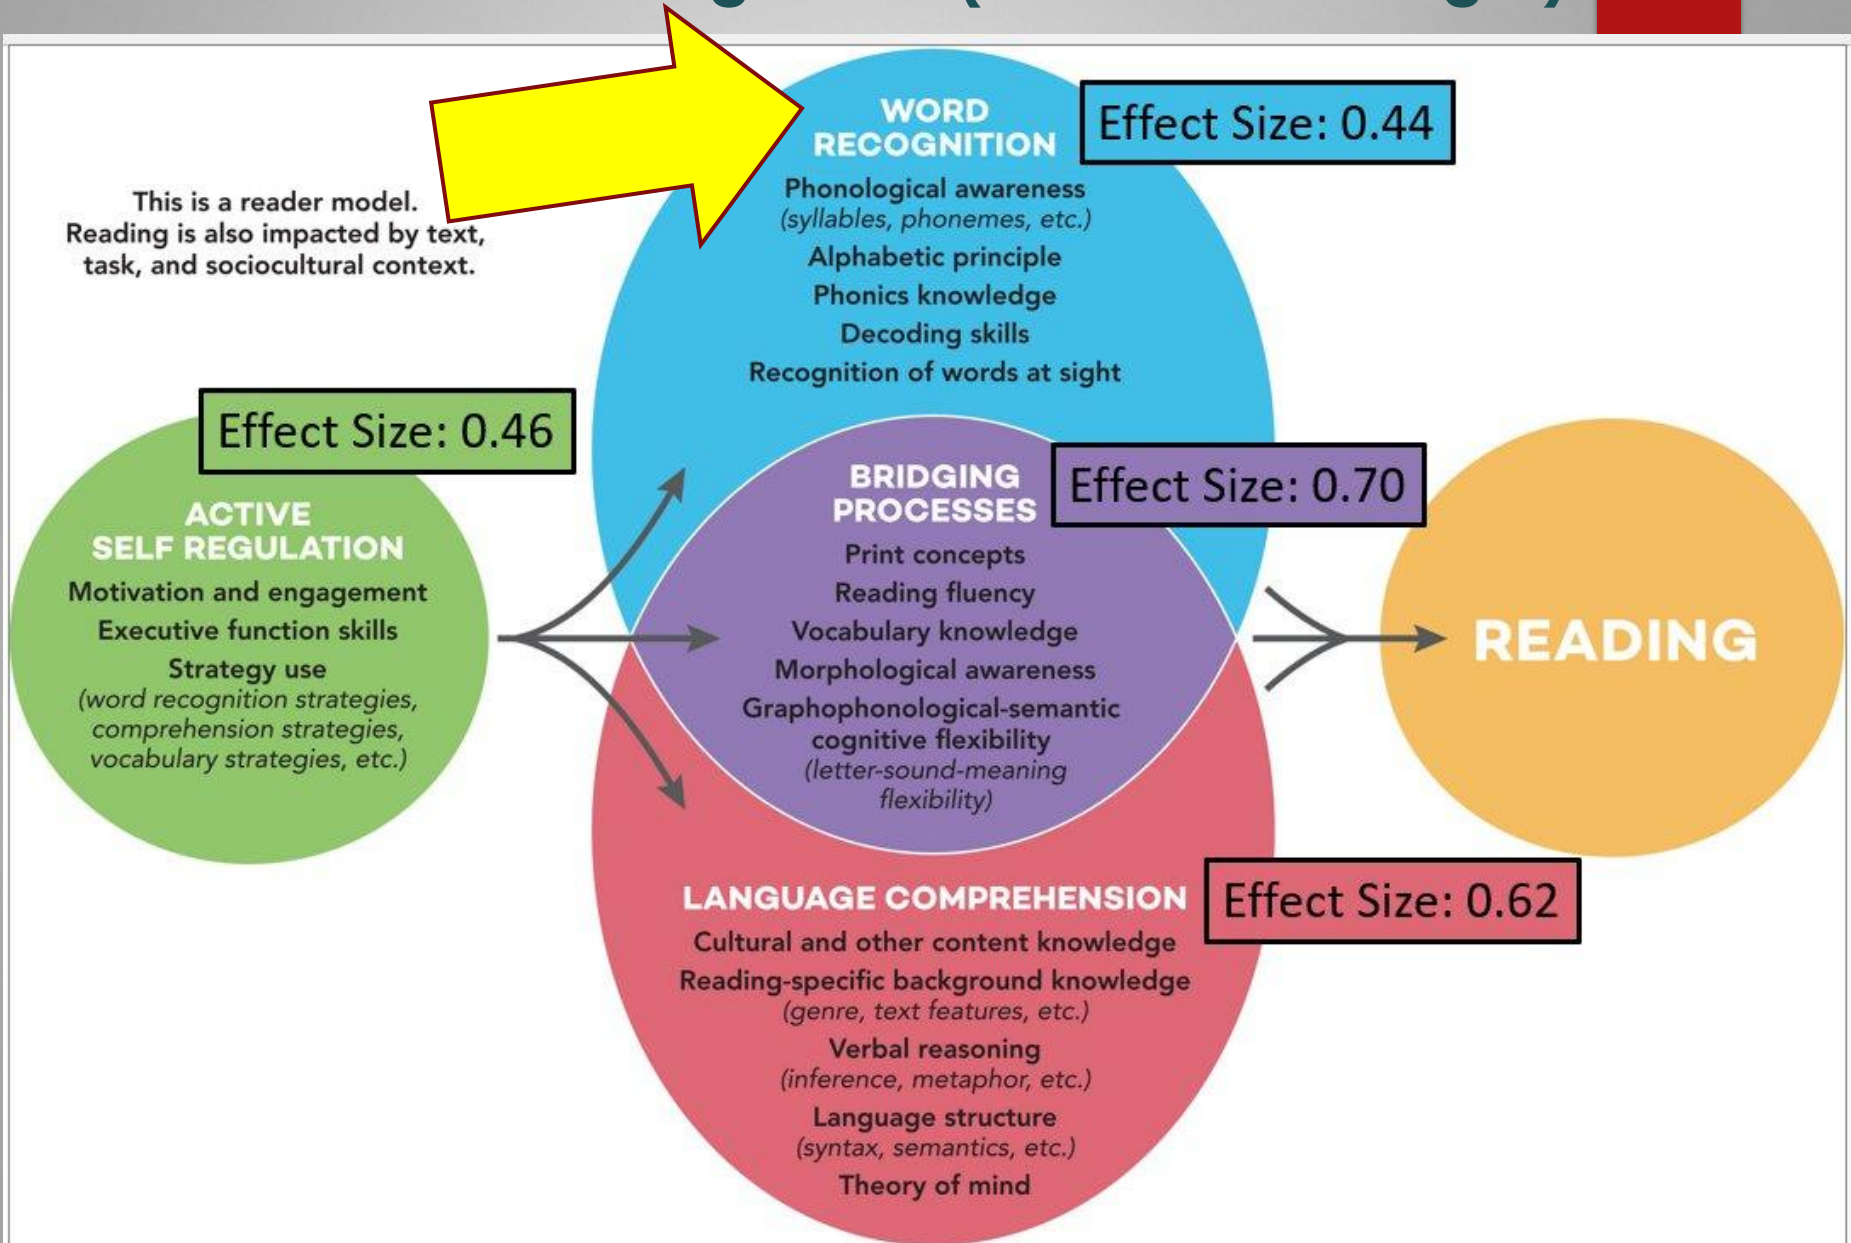 This is a reader model.
Reading is also impacted by text,
task, and sociocultural context.
WORD
RECOGNITION
Effect Size: 0.44
Phonological awareness
(syllables, phonemes, etc.)
Alphabetic principle
Phonics knowledge
Decoding skills
Recognition of words at sight
Effect Size: 0.46
ACTIVE
SELF REGULATION
Motivation and engagement
Executive function skills
Strategy use
(word recognition strategies,
comprehension strategies,
vocabulary strategies, etc.)
BRIDGING
PROCESSES
Effect Size: 0.70
Print concepts
Reading fluency
Vocabulary knowledge
Morphological awareness
Graphophonological-semantic
cognitive flexibility
(letter-sound-meaning
flexibility)
READING
LANGUAGE COMPREHENSION
Effect Size: 0.62
Cultural and other content knowledge
Reading-specific background knowledge
(genre, text features, etc.)
Verbal reasoning
(inference, metaphor, etc.)
Language structure
(syntax, semantics, etc.)
Theory of mind